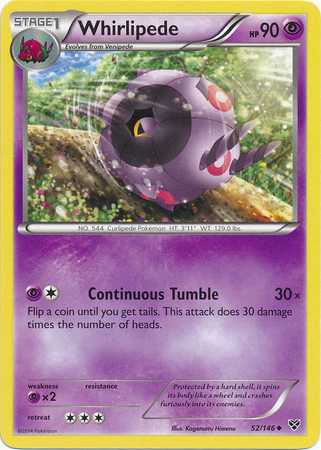 STAGE1
Whirlipede
HP90
Evolves from Venipede
NO. 544 Curlipede Pokémon HT: 3'11" WT: 129.0 lbs.
Continuous Tumble 30×
Flip a coin until you get tails. This attack does 30 damage
times the number of heads.
weakness resistance
×2
retreat
Protected by a hard shell, it spins
its body like a wheel and crashes
furiously into its enemies.
©2014 Pokémon
Illus. Kagemaru Himeno
52/146
XY